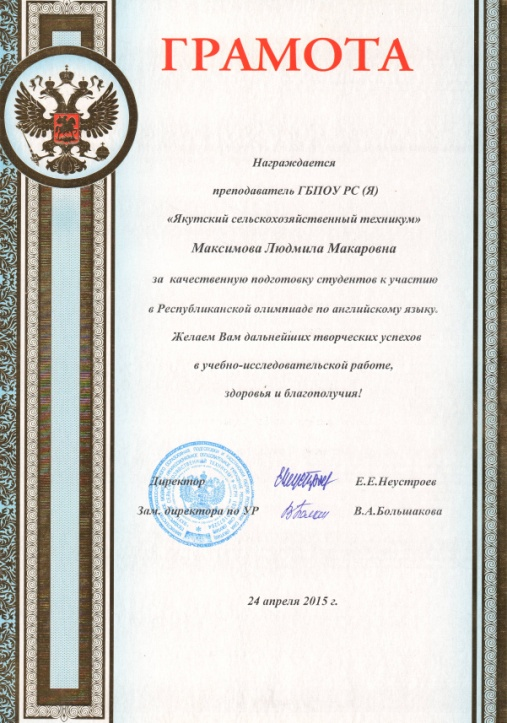 ГРАМОТА
Награждается
преподаватель ГБПОУ РС (Я)
«Якутский сельскохозяйственный техникум»
Максимова Людмила Макаровна
за качественную подготовку студентов к участию
в Республиканской олимпиаде по английскому языку.
Желаем Вам дальнейших творческих успехов
в учебно-исследовательской работе,
здоровья и благополучия!
Директор Е.Е.Неустроев
Зам. директора по УР В.А.Большакова
24 апреля 2015 г.